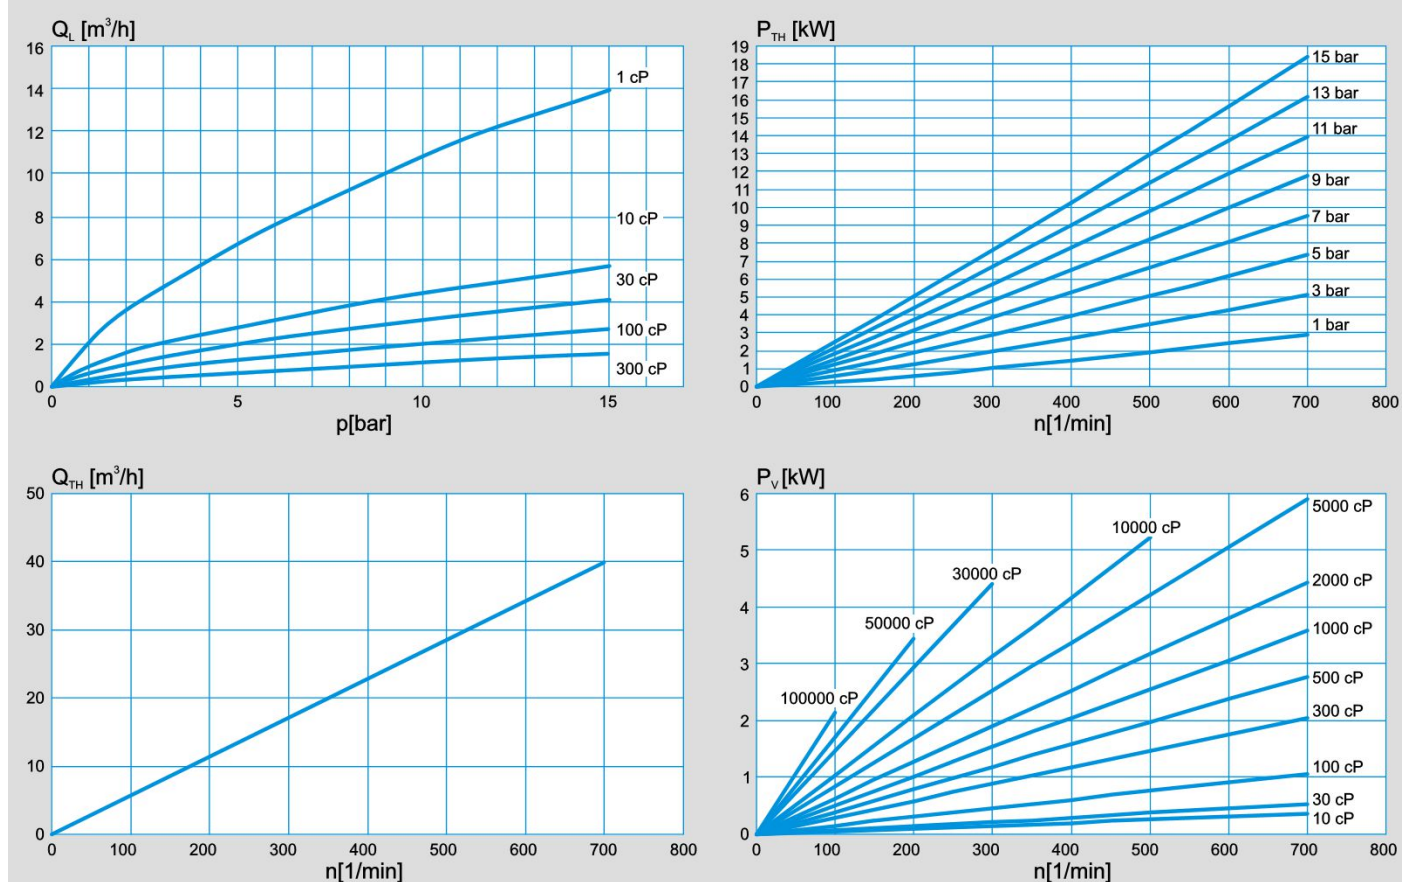 Q_L [m³/h]
16
14
12
10
8
6
4
2
0
1 cP
10 cP
30 cP
100 cP
300 cP
0 5 10 15
p[bar]
P_TH [kW]
19
18
17
16
15
14
13
12
11
10
9
8
7
6
5
4
3
2
1
0
15 bar
13 bar
11 bar
9 bar
7 bar
5 bar
3 bar
1 bar
0 100 200 300 400 500 600 700 800
n[1/min]
Q_TH [m³/h]
50
40
30
20
10
0
0 100 200 300 400 500 600 700 800
n[1/min]
P_V [kW]
6
5
4
3
2
1
0
100000 cP
50000 cP
30000 cP
10000 cP
5000 cP
2000 cP
1000 cP
500 cP
300 cP
100 cP
30 cP
10 cP
0 100 200 300 400 500 600 700 800
n[1/min]